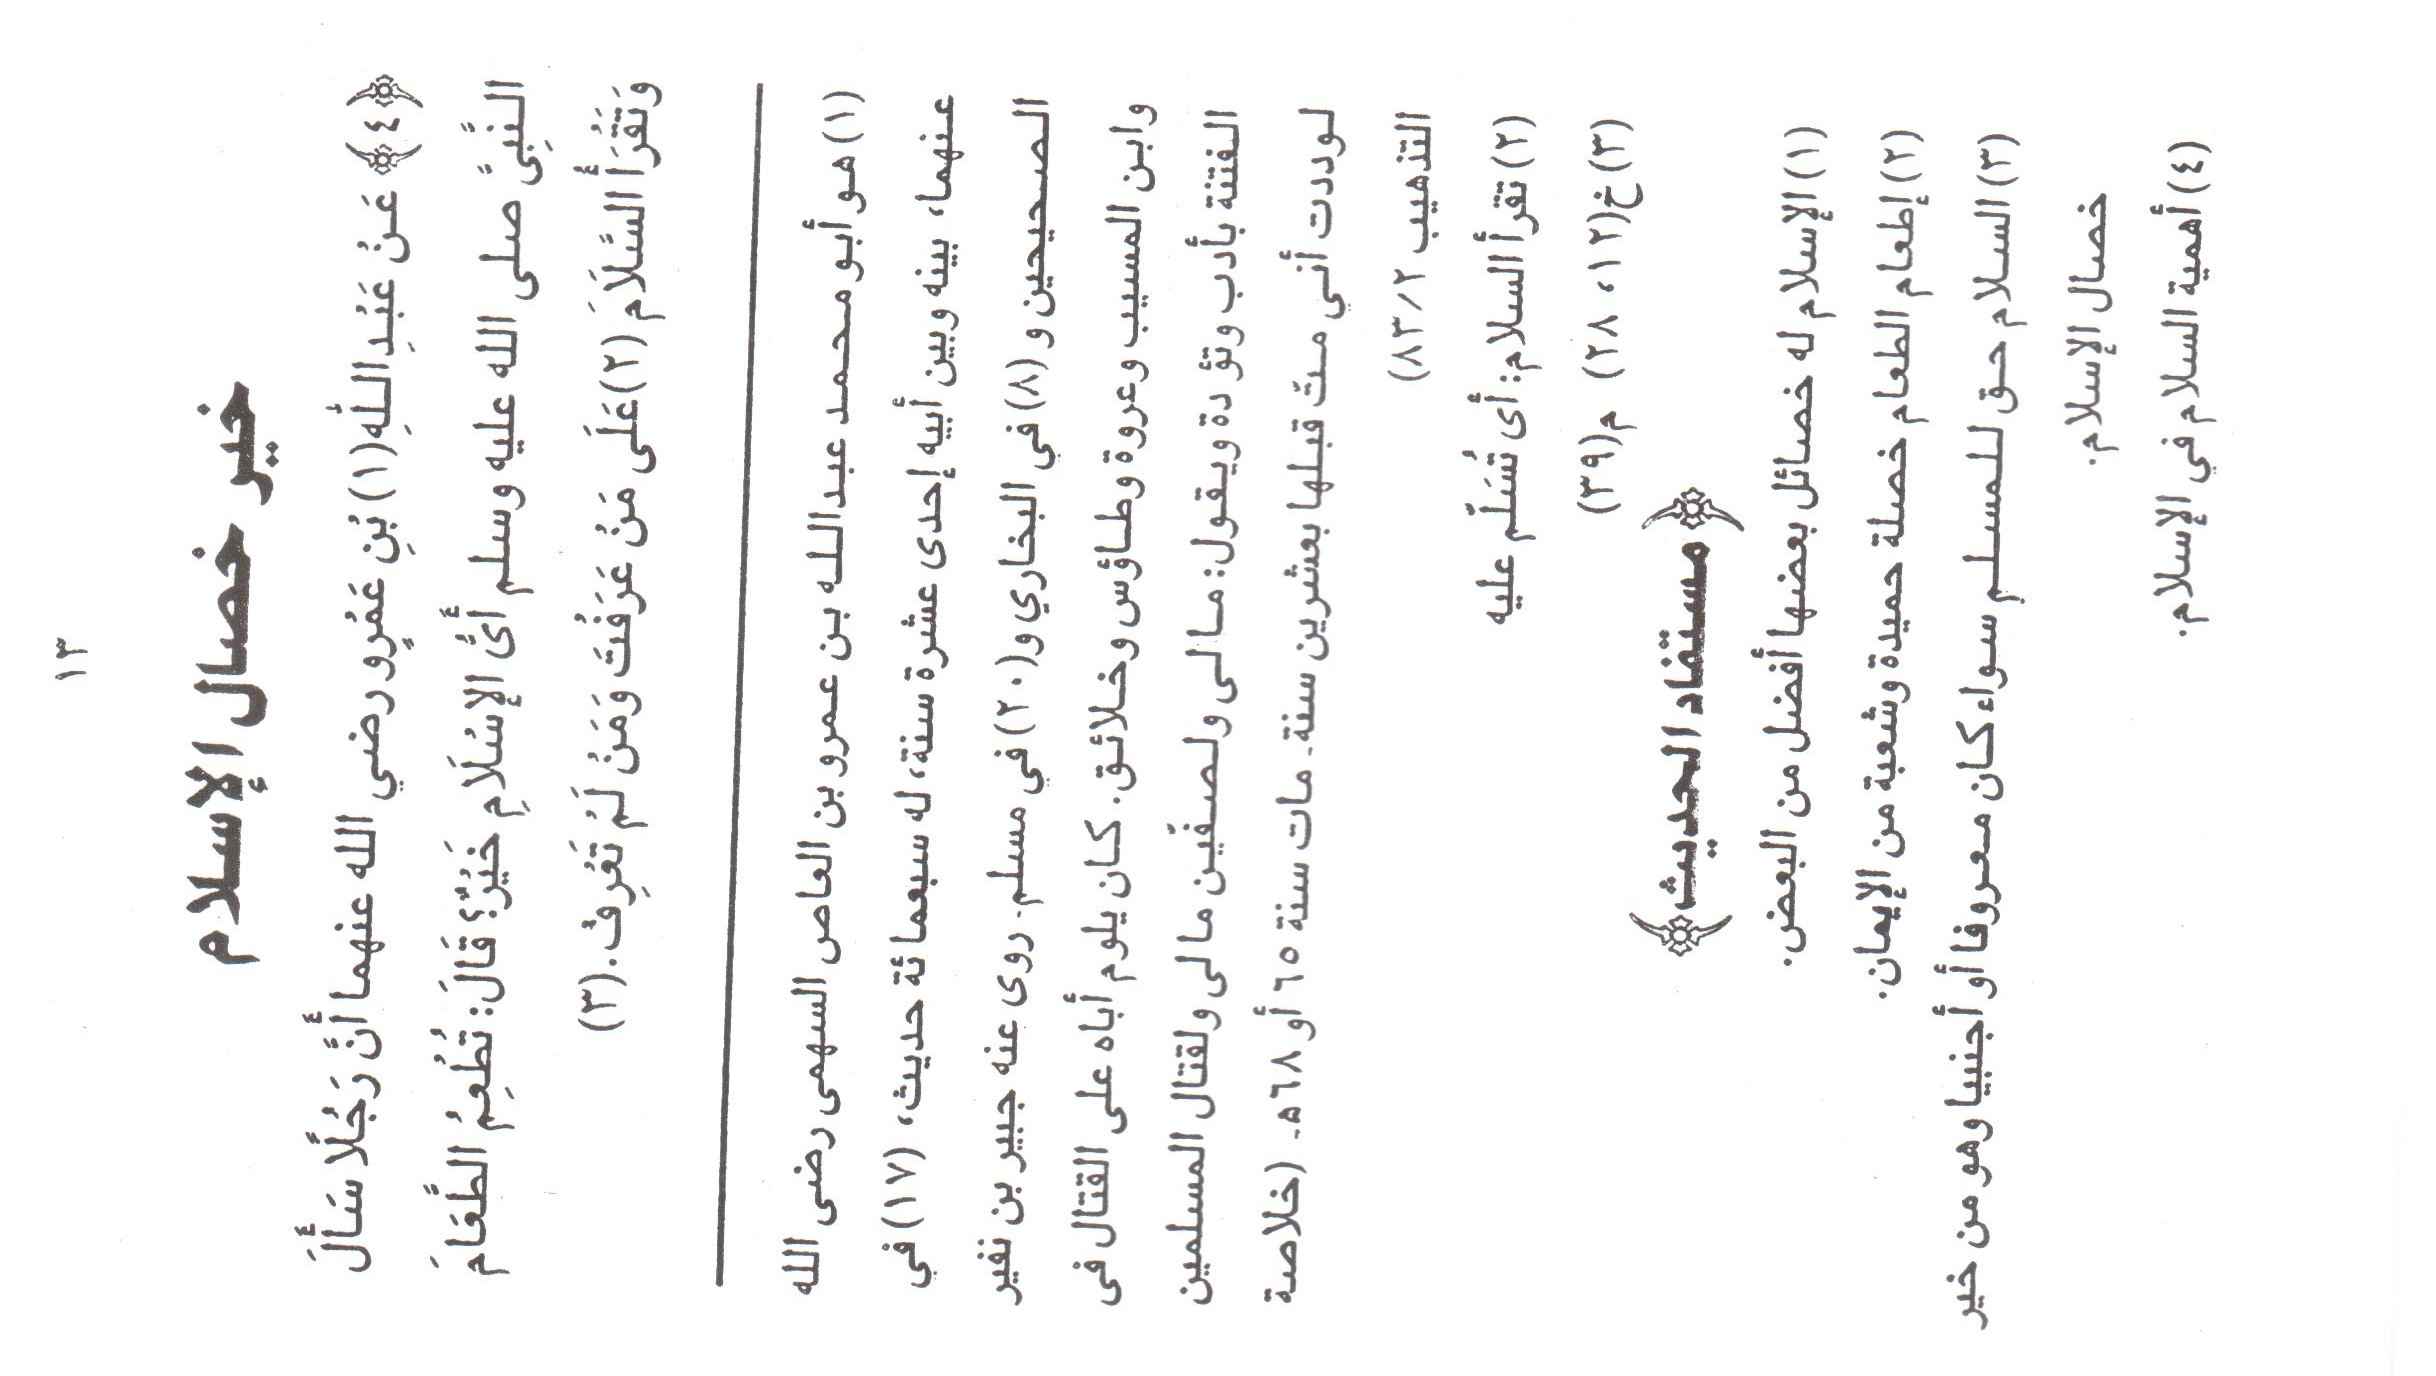 ١٣
خير خصال الإسلام
﴿٤﴾ عَنْ عَبْدِاللّٰهِ(١) بْنِ عَمْرٍو رضي الله عنهما أَنَّ رَجُلًا سَأَلَ
النَّبِىَّ صلى الله عليه وسلم أَىُّ الإسْلَامِ خَيْرٌ؟ قَالَ: تُطْعِمُ الطَّعَامَ
وَتَقْرَأُ السَّلَامَ (٢)عَلَى مَنْ عَرَفْتَ وَمَنْ لَمْ تَعْرِفْ.(٣)
(١) هو أبو محمد عبدالله بن عمرو بن العاص السهمى رضى الله
عنهما، بينه وبين أبيه إحدى عشرة سنة، له سبعمائة حديث، (١٧) في
الصحيحين و (٨) في البخاري و(٢٠) في مسلم۔ روى عنه جبير بن نفير
وابن المسيب وعروة وطاؤس وخلائق. كان يلوم أباه على القتال فى
الفتنة بأدب وتؤدة ويقول: مالى ولصفّين مالى ولقتال المسلمين
لوددت أني متّ قبلها بعشرين سنة۔ مات سنة ٦٥ أو ٦٨ھ۔ (خلاصة
التذهيب ٨٣/٢)
(٢) تقرأ السلام: أى تُسَلّم عليه
(٣) خ(١٢، ٢٨) م(٣٩)
﴿مستفاد الحديث﴾
(١) الإسلام له خصائل بعضها أفضل من البعض.
(٢) إطعام الطعام خصلة حميدة وشعبة من الإيمان.
(٣) السلام حق للمسلم سواء كان معروفا أو أجنبيا وهو من خير
خصال الإسلام.
(٤) أهمية السلام في الإسلام.